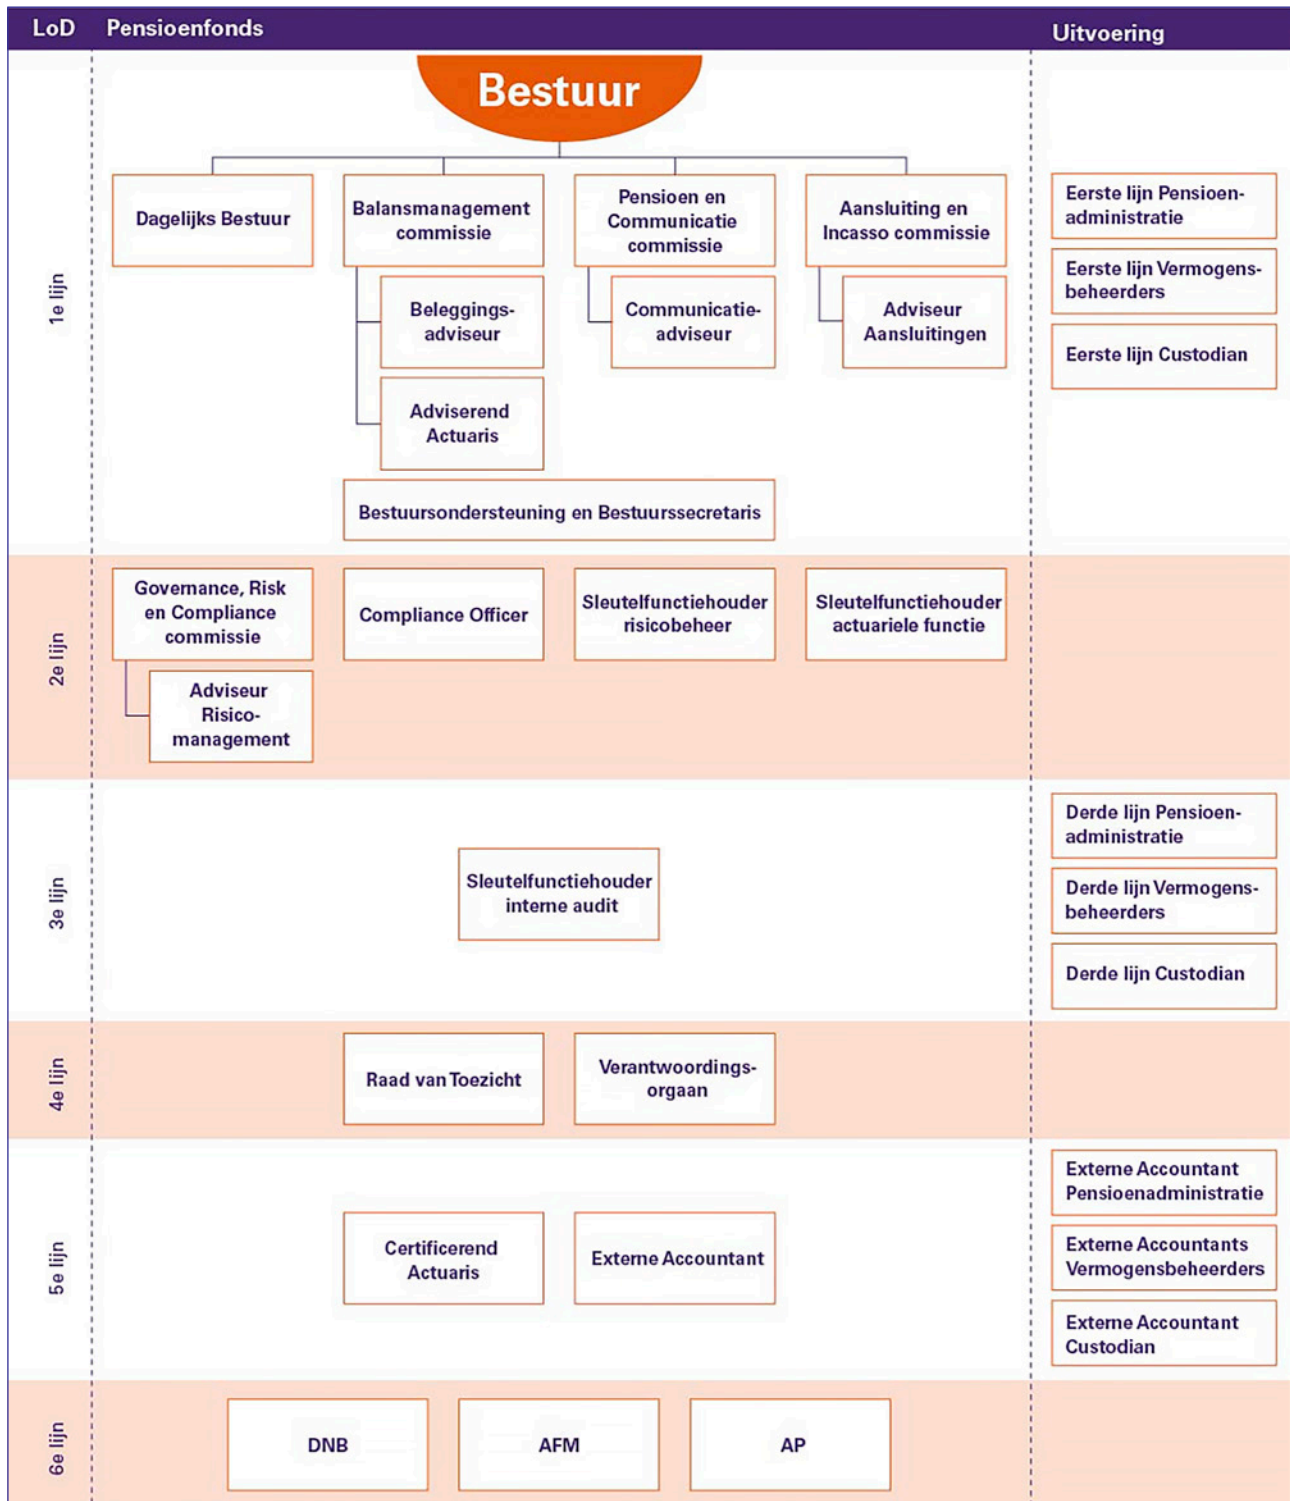 LoD Pensioenfonds Uitvoering
Bestuur
1e lijn
Dagelijks Bestuur
Balansmanagement
commissie
Pensioen en
Communicatie
commissie
Aansluiting en
Incasso commissie
Beleggings-
adviseur
Communicatie-
adviseur
Adviseur
Aansluitingen
Adviserend
Actuaris
Bestuursondersteuning en Bestuurssecretaris
Eerste lijn Pensioen-
administratie
Eerste lijn Vermogens-
beheerders
Eerste lijn Custodian
2e lijn
Governance, Risk
en Compliance
commissie
Compliance Officer
Sleutelfunctiehouder
risicobeheer
Sleutelfunctiehouder
actuariele functie
Adviseur
Risico-
management
3e lijn
Sleutelfunctiehouder
interne audit
Derde lijn Pensioen-
administratie
Derde lijn Vermogens-
beheerders
Derde lijn Custodian
4e lijn
Raad van Toezicht
Verantwoordings-
orgaan
5e lijn
Certificerend
Actuaris
Externe Accountant
Externe Accountant
Pensioenadministratie
Externe Accountants
Vermogensbeheerders
Externe Accountant
Custodian
6e lijn
DNB
AFM
AP